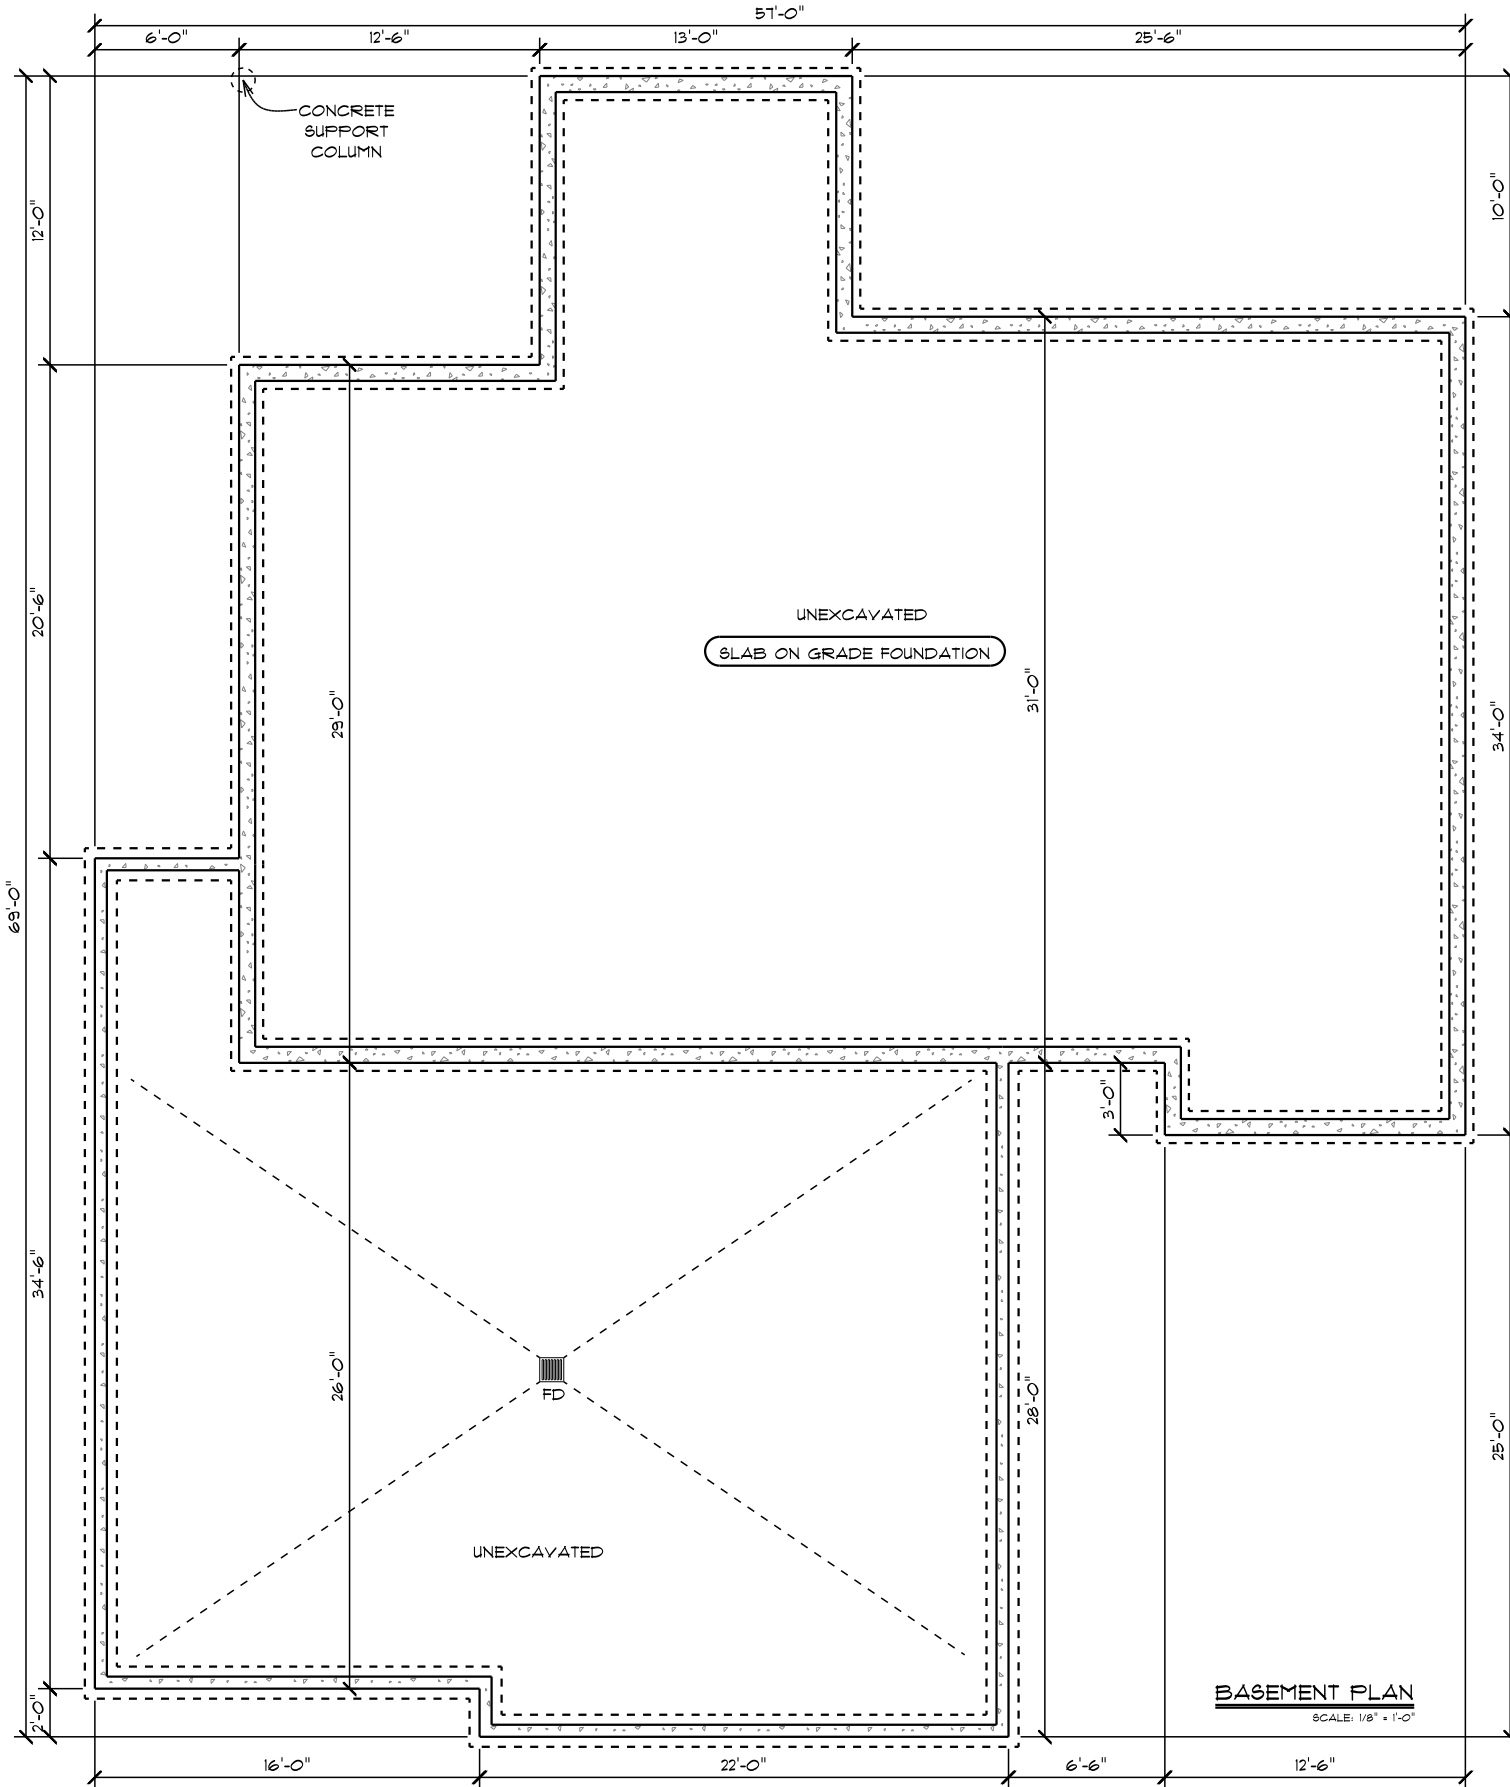 57'-0"
6'-0"
12'-6"
13'-0"
25'-6"
CONCRETE
SUPPORT
COLUMN
12'-0"
10'-0"
20'-6"
UNEXCAVATED
SLAB ON GRADE FOUNDATION
29'-0"
31'-0"
34'-0"
69'-0"
3'-0"
34'-6"
26'-0"
FD
28'-0"
25'-0"
UNEXCAVATED
2'-0"
BASEMENT PLAN
SCALE: 1/8" = 1'-0"
16'-0"
22'-0"
6'-6"
12'-6"